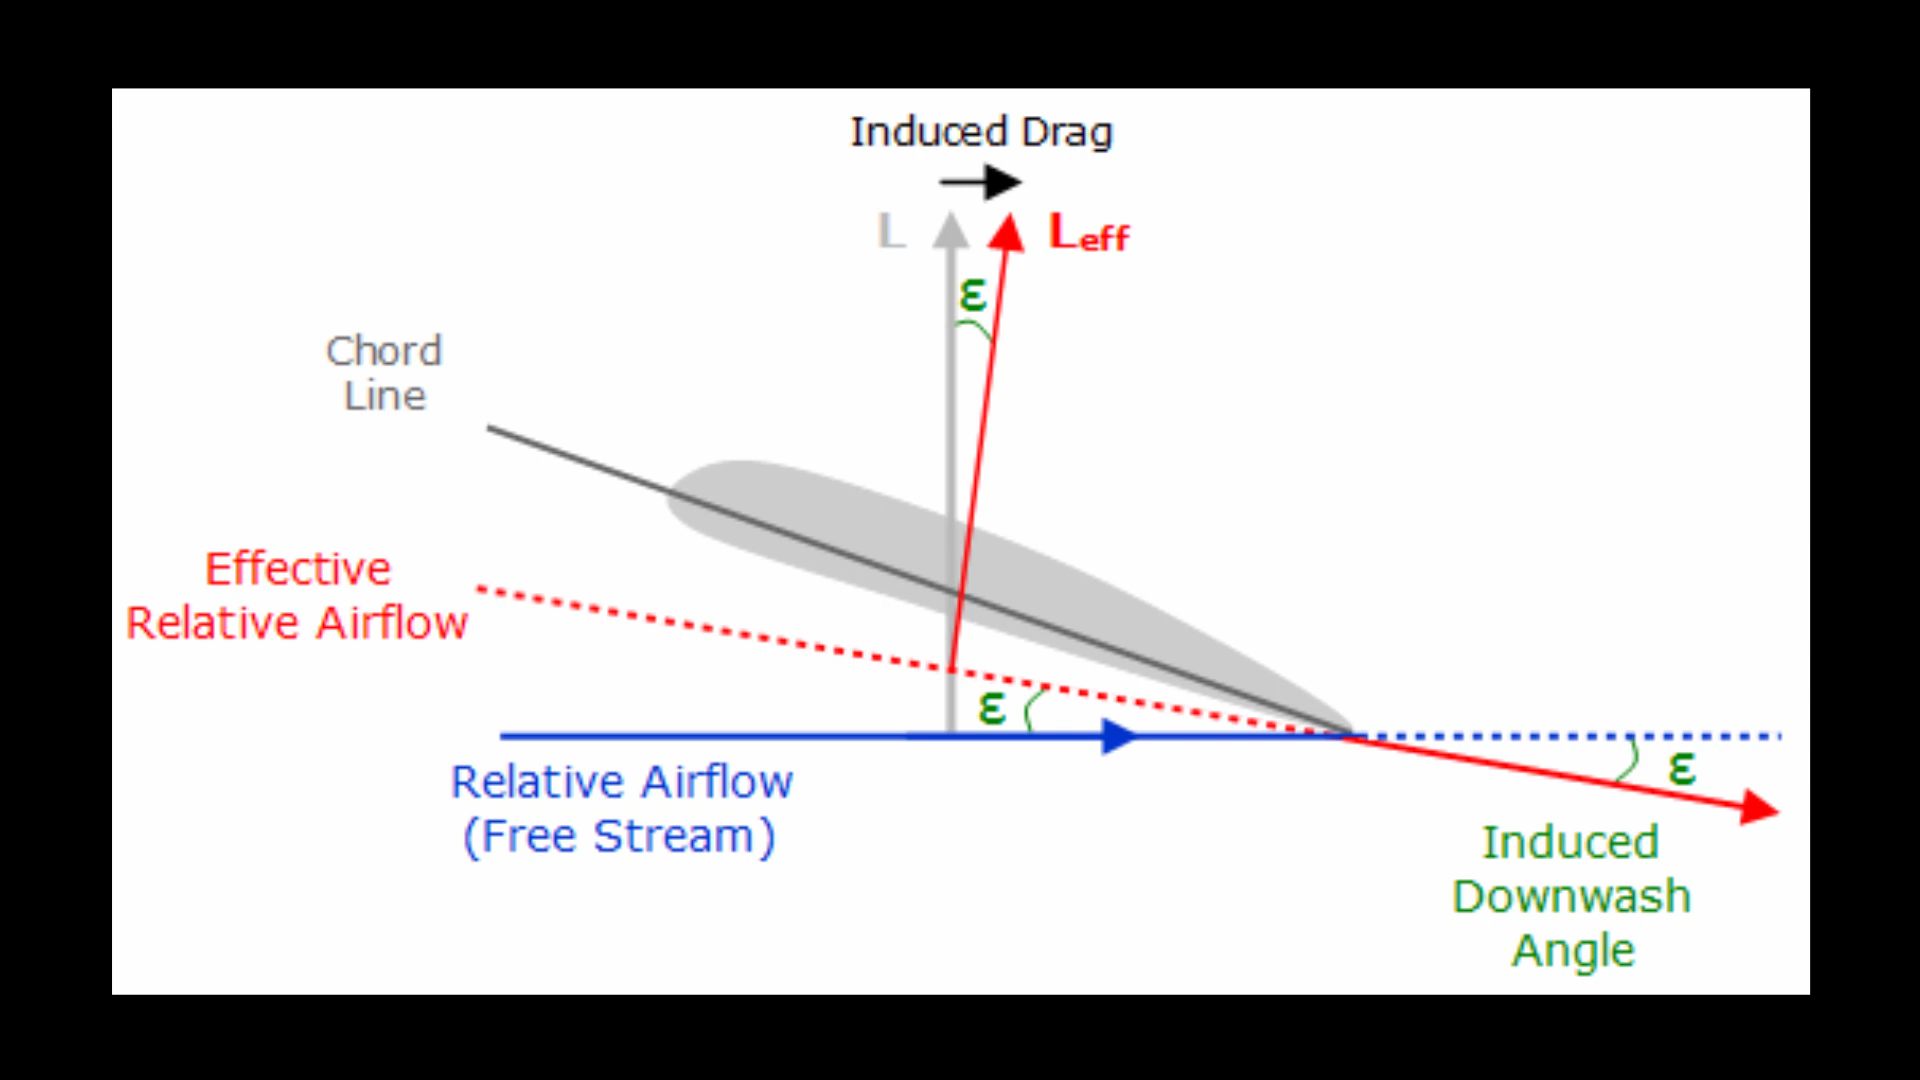 Induced Drag
L
Leff
ε
Chord
Line
Effective
Relative Airflow
ε
Relative Airflow
(Free Stream)
ε
Induced
Downwash
Angle